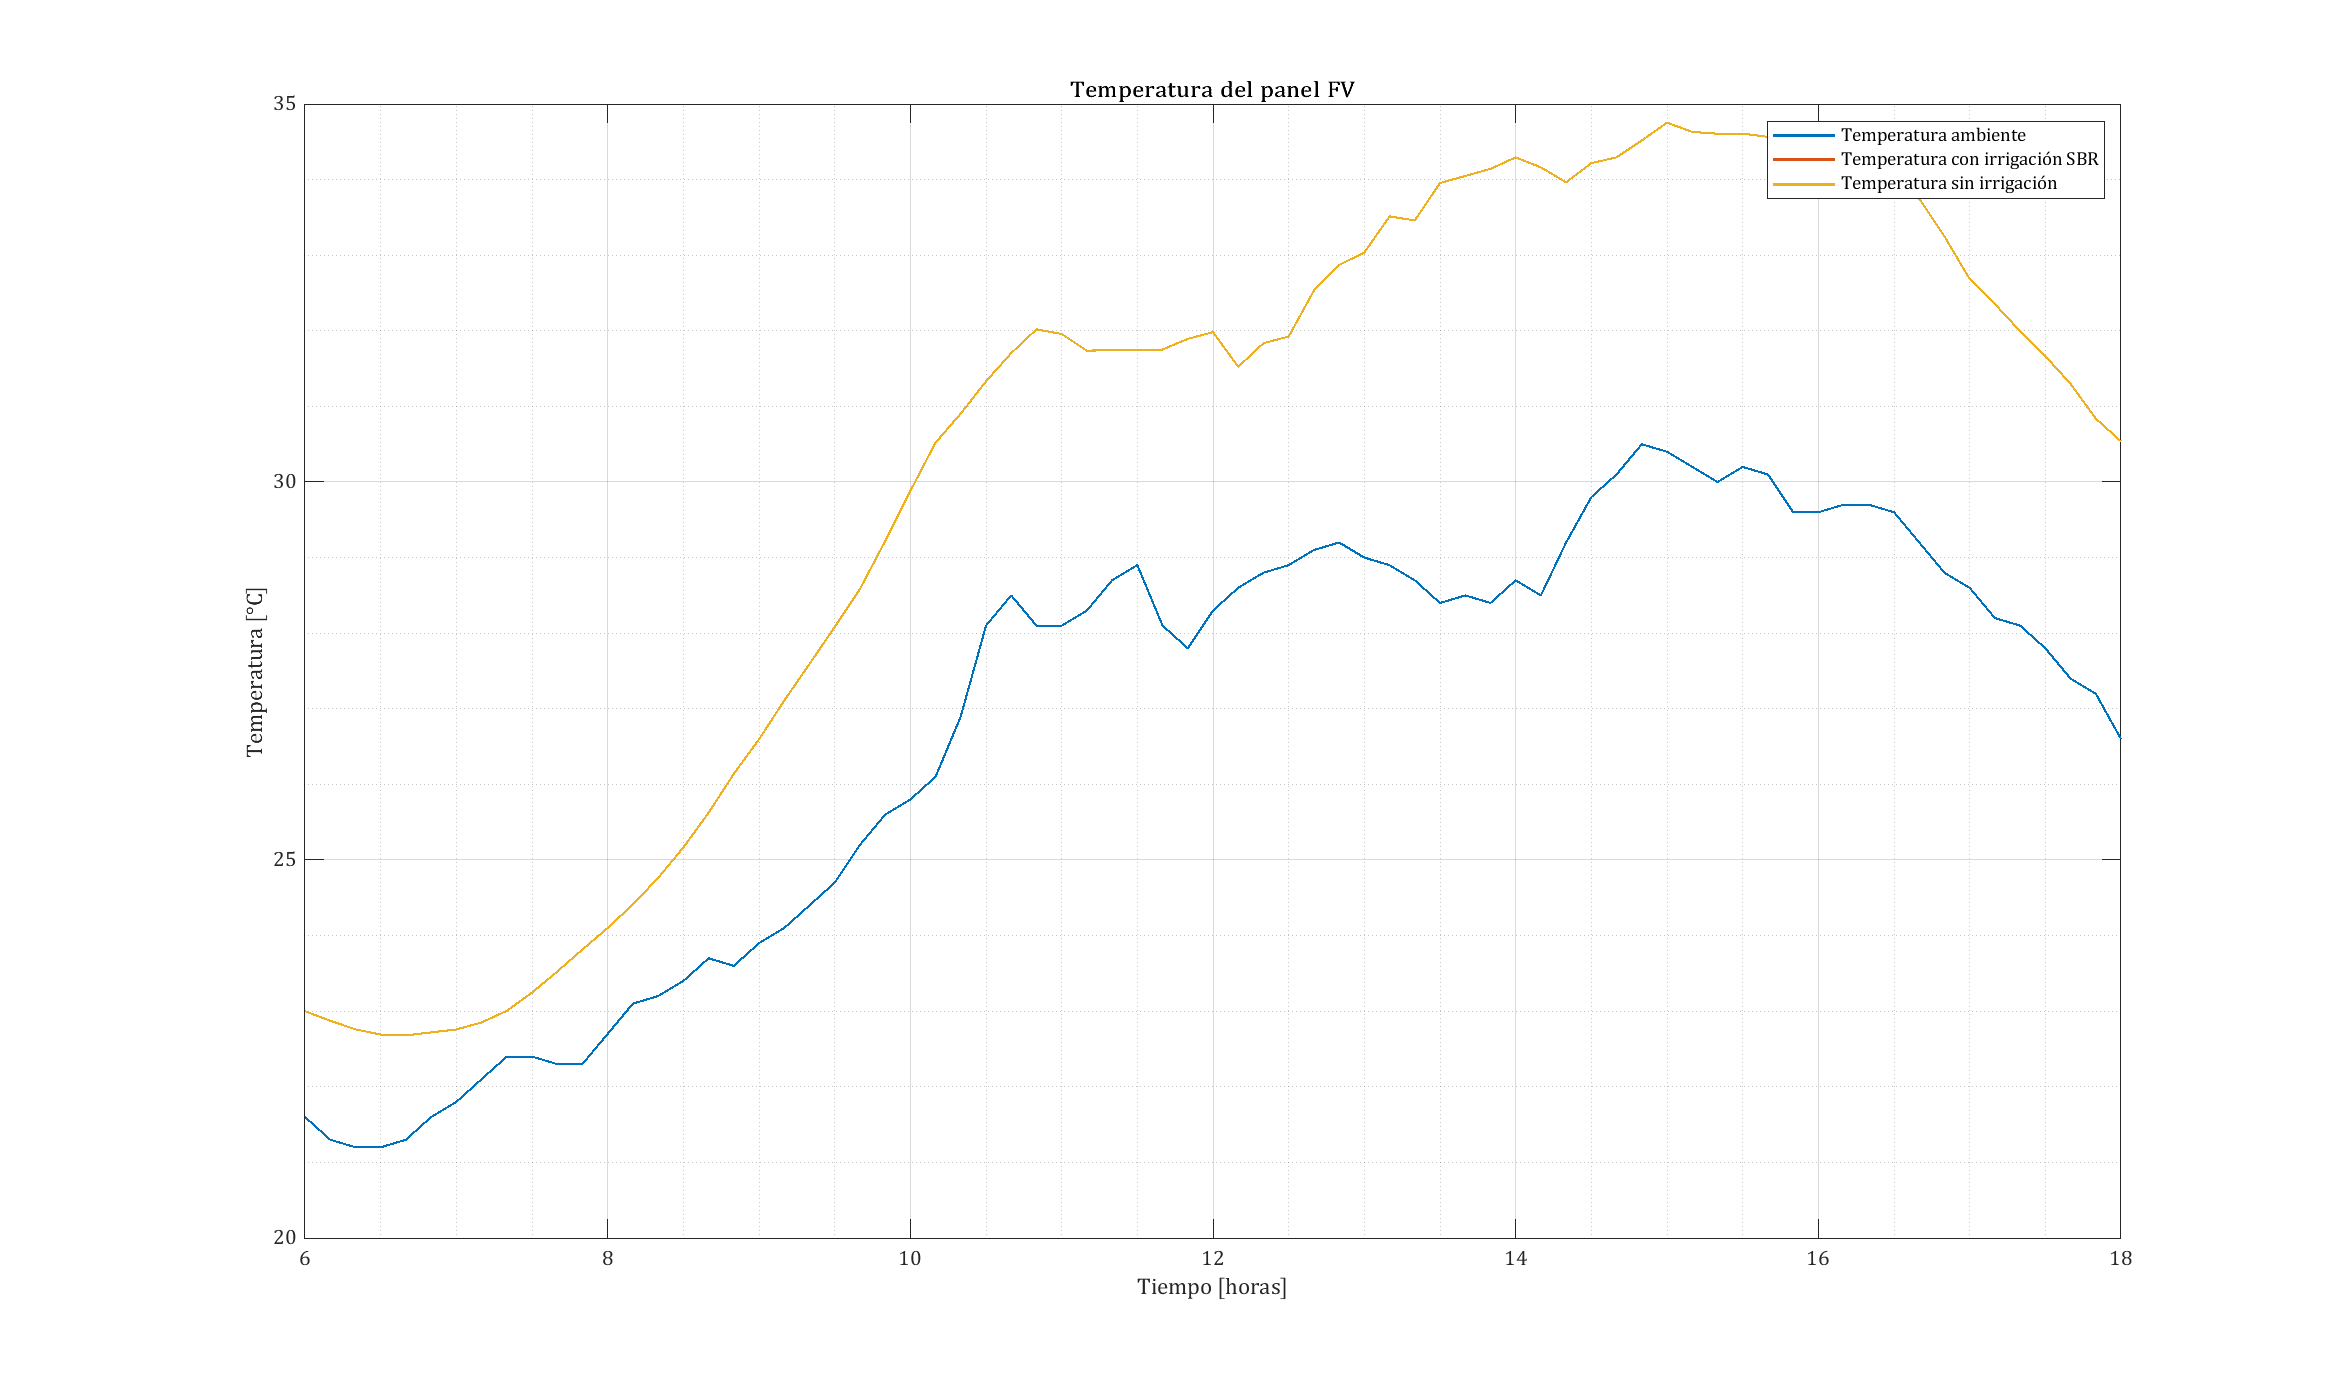 Temperatura del panel FV
35
Temperatura ambiente
Temperatura con irrigación SBR
Temperatura sin irrigación
30
Temperatura [°C]
25
20
6 8 10 12 14 16 18
Tiempo [horas]